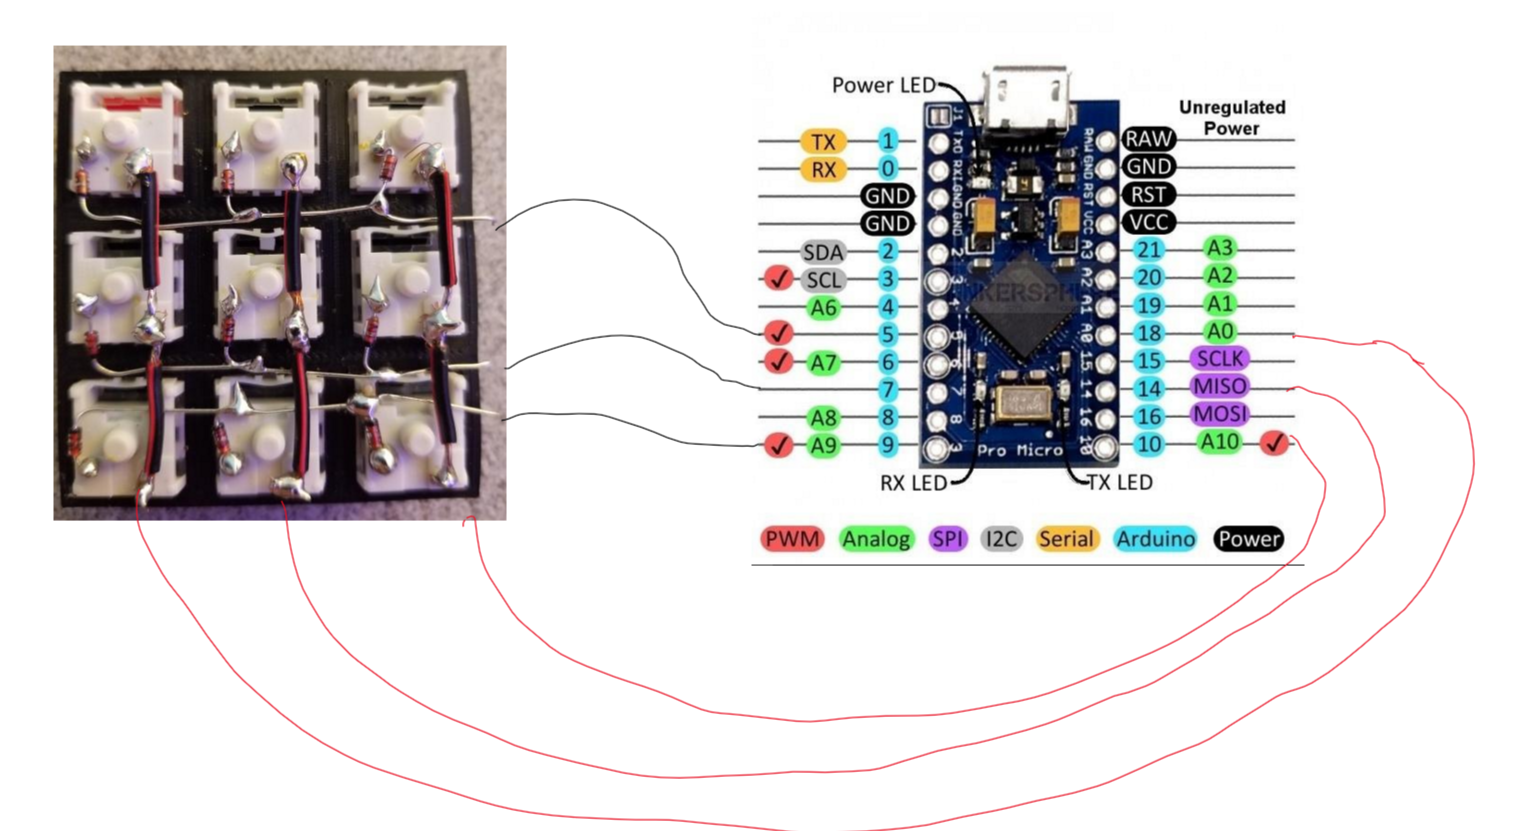 Power LED
Unregulated
Power
TX 1
RX 0
GND
GND
SDA 2
SCL 3
A6 4
5
A7 6
7
A8 8
A9 9
J1
TXO
RXI
GND
GND
2
3
4
5
6
7
8
9
RAW
GND
RST
VCC
A3
A2
A1
A0
15
14
16
10
Pro Micro
RAW
GND
RST
VCC
21 A3
20 A2
19 A1
18 A0
15 SCLK
14 MISO
16 MOSI
10 A10
RX LED
TX LED
PWM Analog SPI I2C Serial Arduino Power